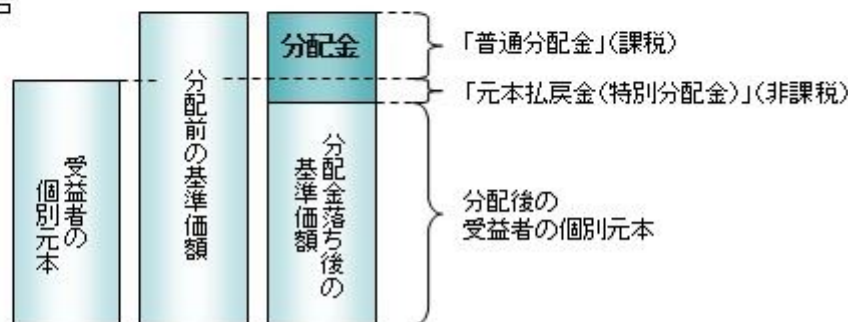 分配金
「普通分配金」(課税)
「元本払戻金(特別分配金)」(非課税)
受益者の
個別元本
分配前の基準価額
分配金落ち後の
基準価額
分配後の
受益者の個別元本